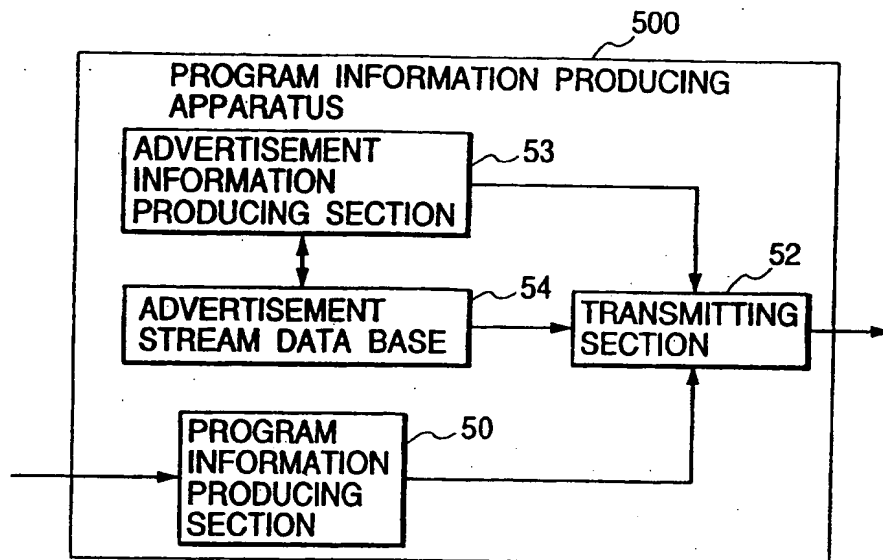 500
PROGRAM INFORMATION PRODUCING
APPARATUS
ADVERTISEMENT
INFORMATION
PRODUCING SECTION
53
52
ADVERTISEMENT
STREAM DATA BASE
54
TRANSMITTING
SECTION
PROGRAM
INFORMATION
PRODUCING
SECTION
50